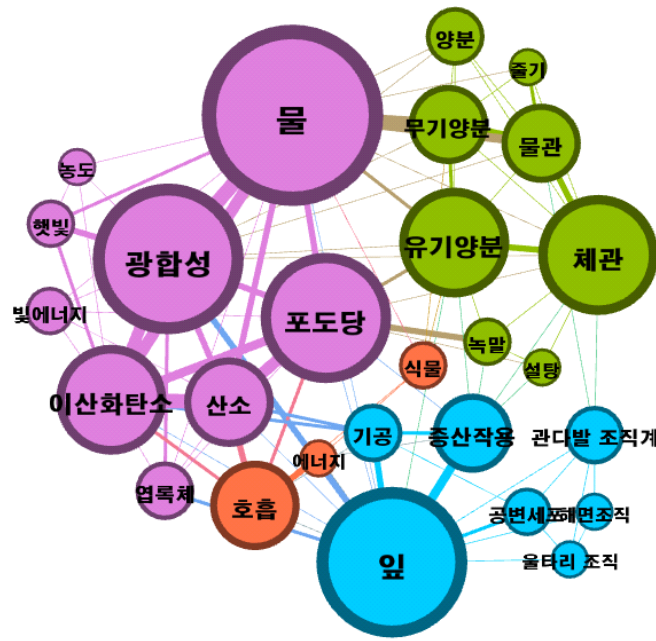 양분
줄기
물
무기양분
물관
농도
햇빛
광합성
유기양분
체관
빛에너지
포도당
녹말
식물
설탕
이산화탄소
산소
기공
증산작용
관다발 조직계
에너지
엽록체
호흡
공변세포
해면조직
잎
울타리 조직